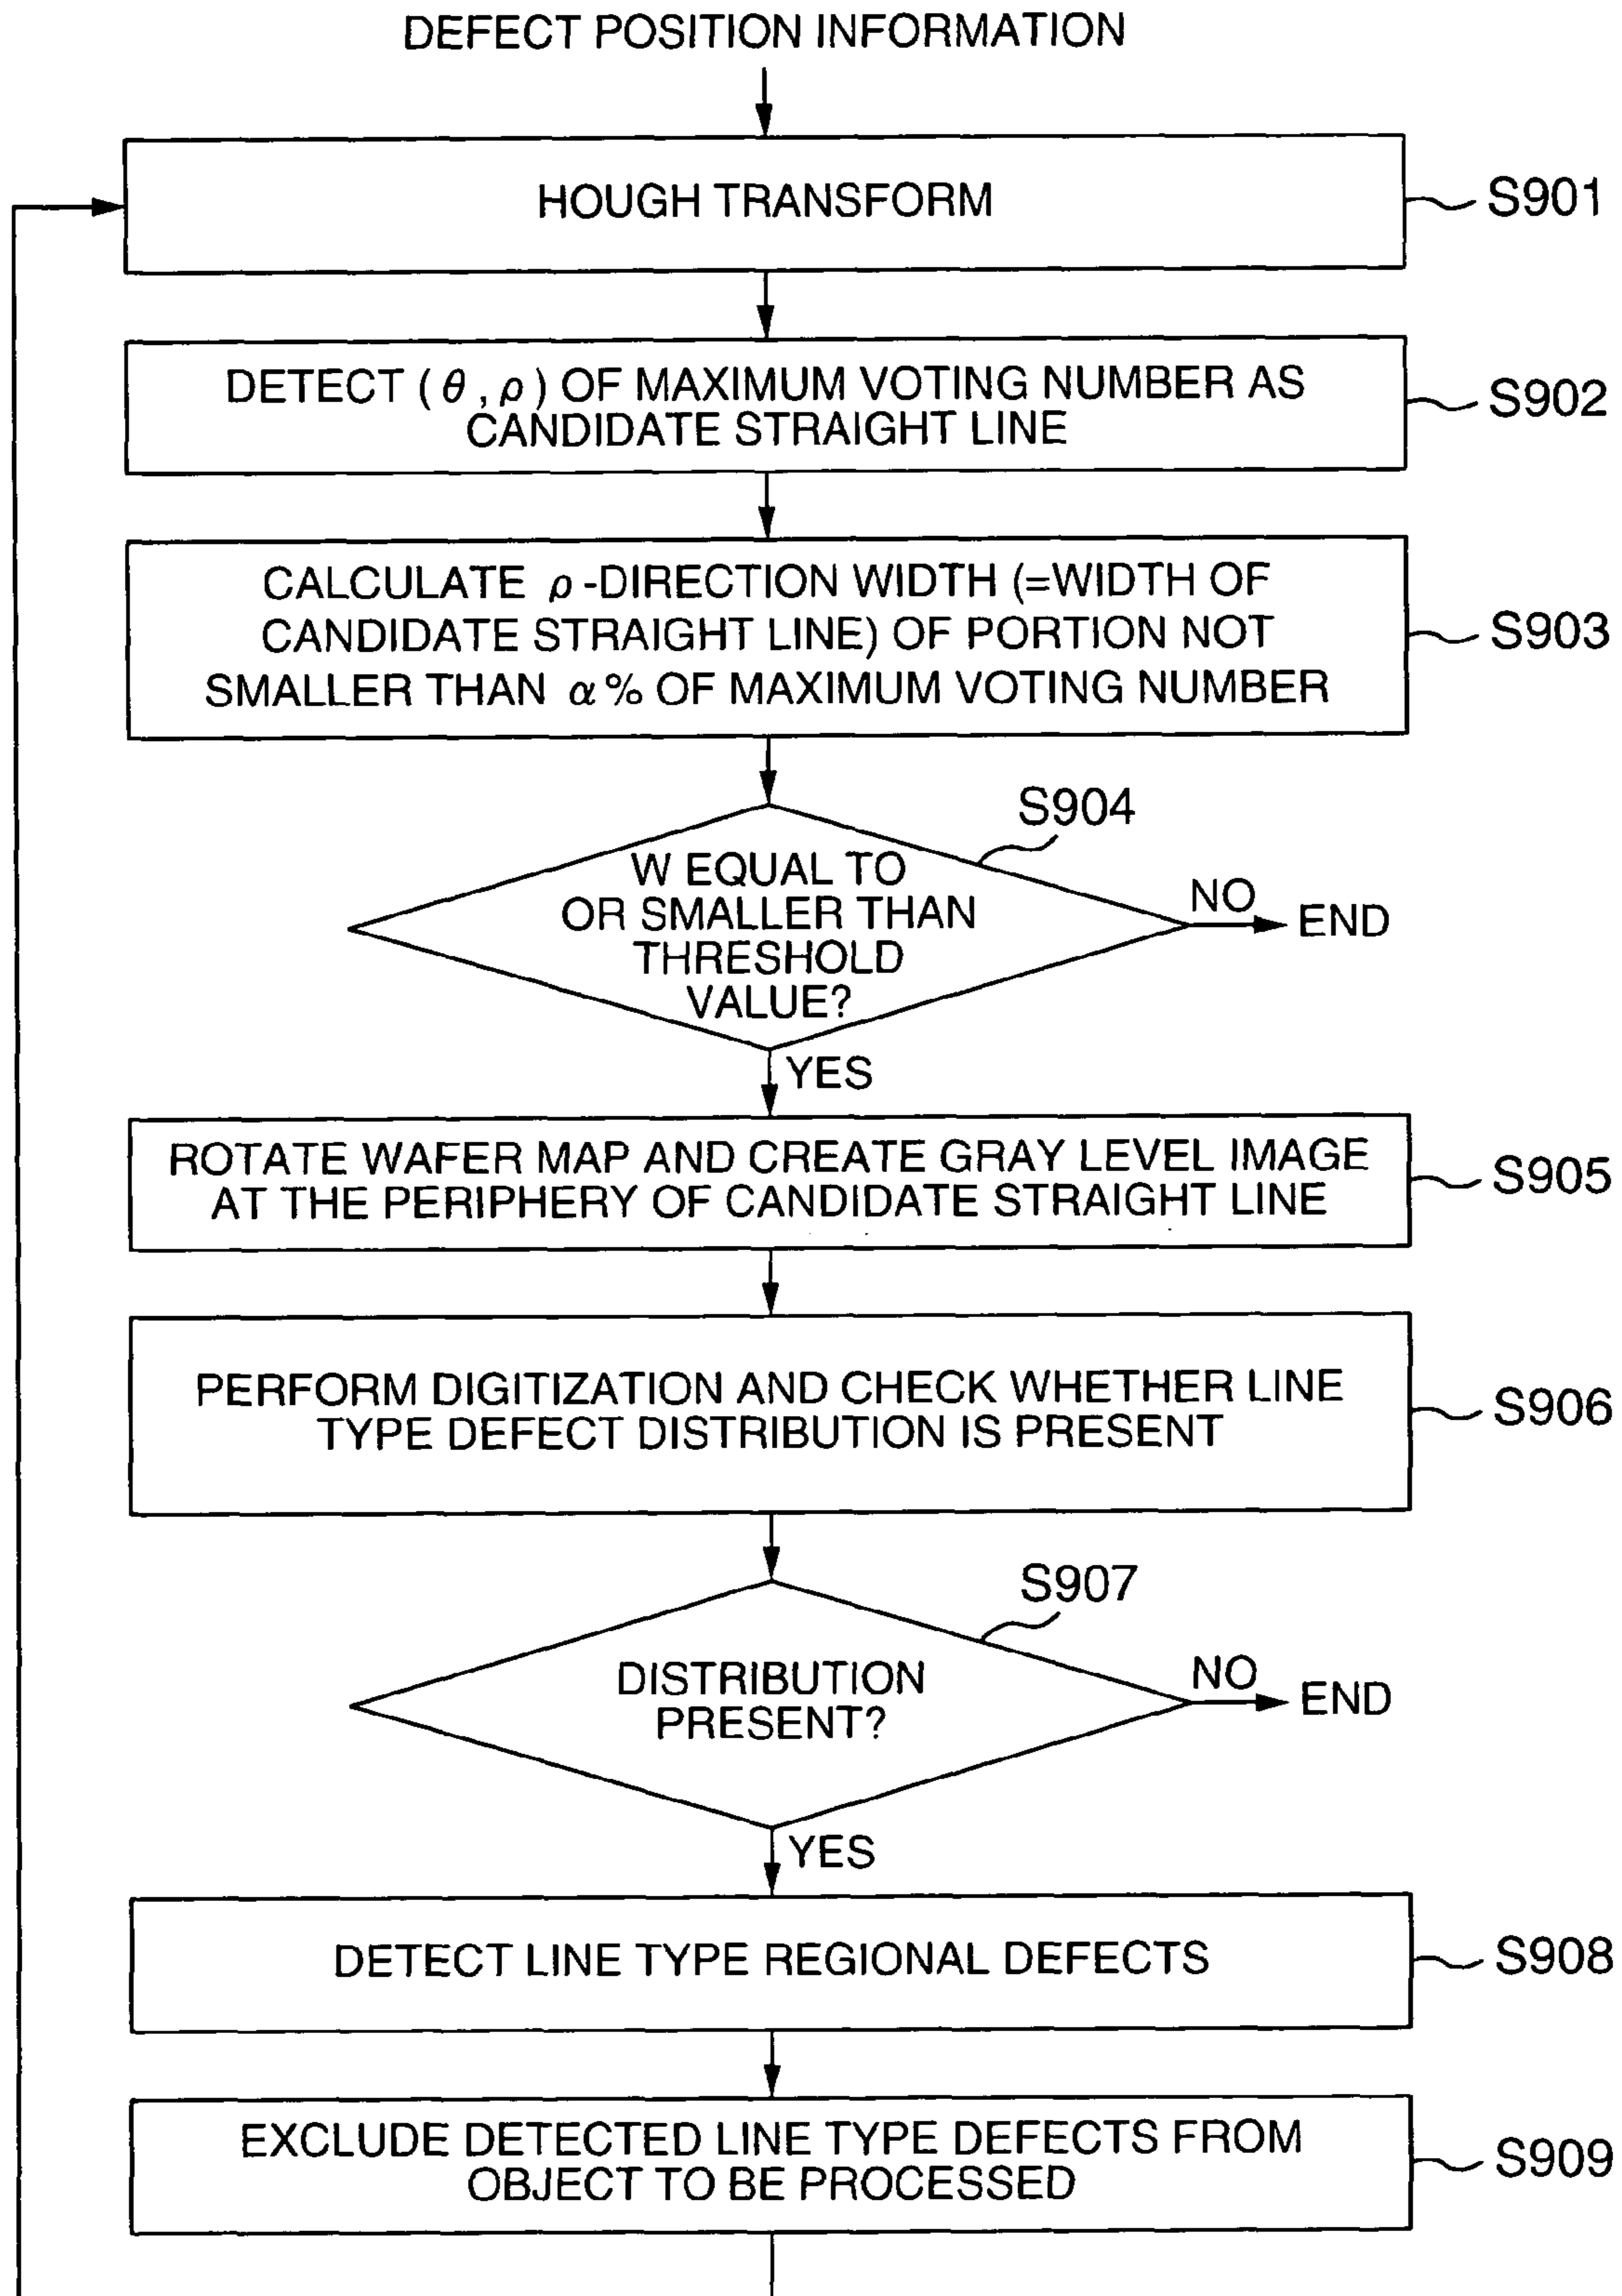 DEFECT POSITION INFORMATION
HOUGH TRANSFORM
S901
DETECT (θ, ρ) OF MAXIMUM VOTING NUMBER AS
CANDIDATE STRAIGHT LINE
S902
CALCULATE ρ-DIRECTION WIDTH (=WIDTH OF
CANDIDATE STRAIGHT LINE) OF PORTION NOT
SMALLER THAN α% OF MAXIMUM VOTING NUMBER
S903
S904
W EQUAL TO
OR SMALLER THAN
THRESHOLD
VALUE?
NO
END
YES
ROTATE WAFER MAP AND CREATE GRAY LEVEL IMAGE
AT THE PERIPHERY OF CANDIDATE STRAIGHT LINE
S905
PERFORM DIGITIZATION AND CHECK WHETHER LINE
TYPE DEFECT DISTRIBUTION IS PRESENT
S906
S907
DISTRIBUTION
PRESENT?
NO
END
YES
DETECT LINE TYPE REGIONAL DEFECTS
S908
EXCLUDE DETECTED LINE TYPE DEFECTS FROM
OBJECT TO BE PROCESSED
S909